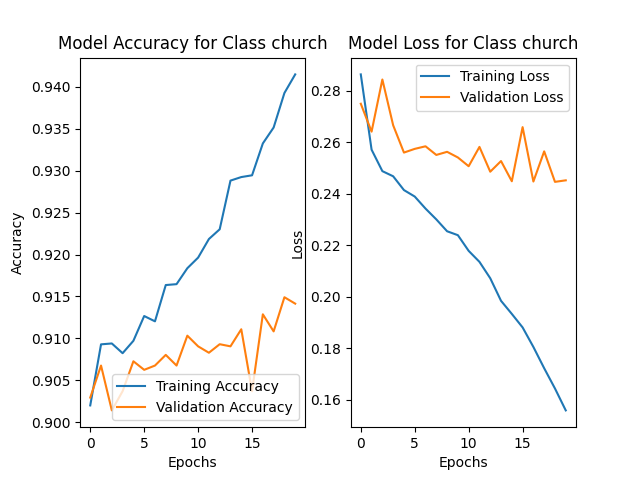 Model Accuracy for Class church
0.940
0.935
0.930
0.925
0.920
0.915
0.910
0.905
0.900
Accuracy
Training Accuracy
Validation Accuracy
0 5 10 15
Epochs
Model Loss for Class church
Training Loss
Validation Loss
0.28
0.26
0.24
0.22
0.20
0.18
0.16
Loss
0 5 10 15
Epochs